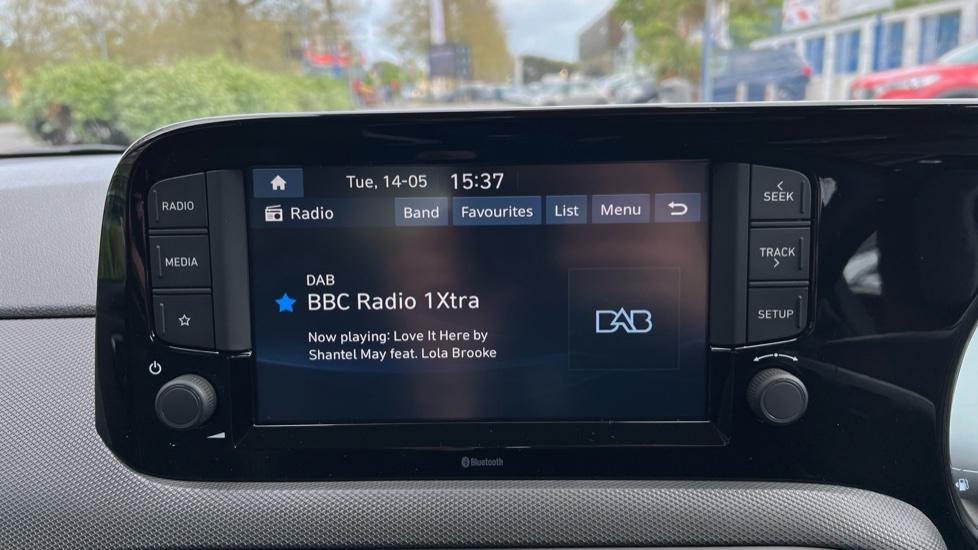 Tue, 14-05 15:37
Radio Band Favourites List Menu
DAB
BBC Radio 1Xtra
Now playing: Love It Here by
Shantel May feat. Lola Brooke
DAB
RADIO
MEDIA
SEEK
TRACK
SETUP
Bluetooth